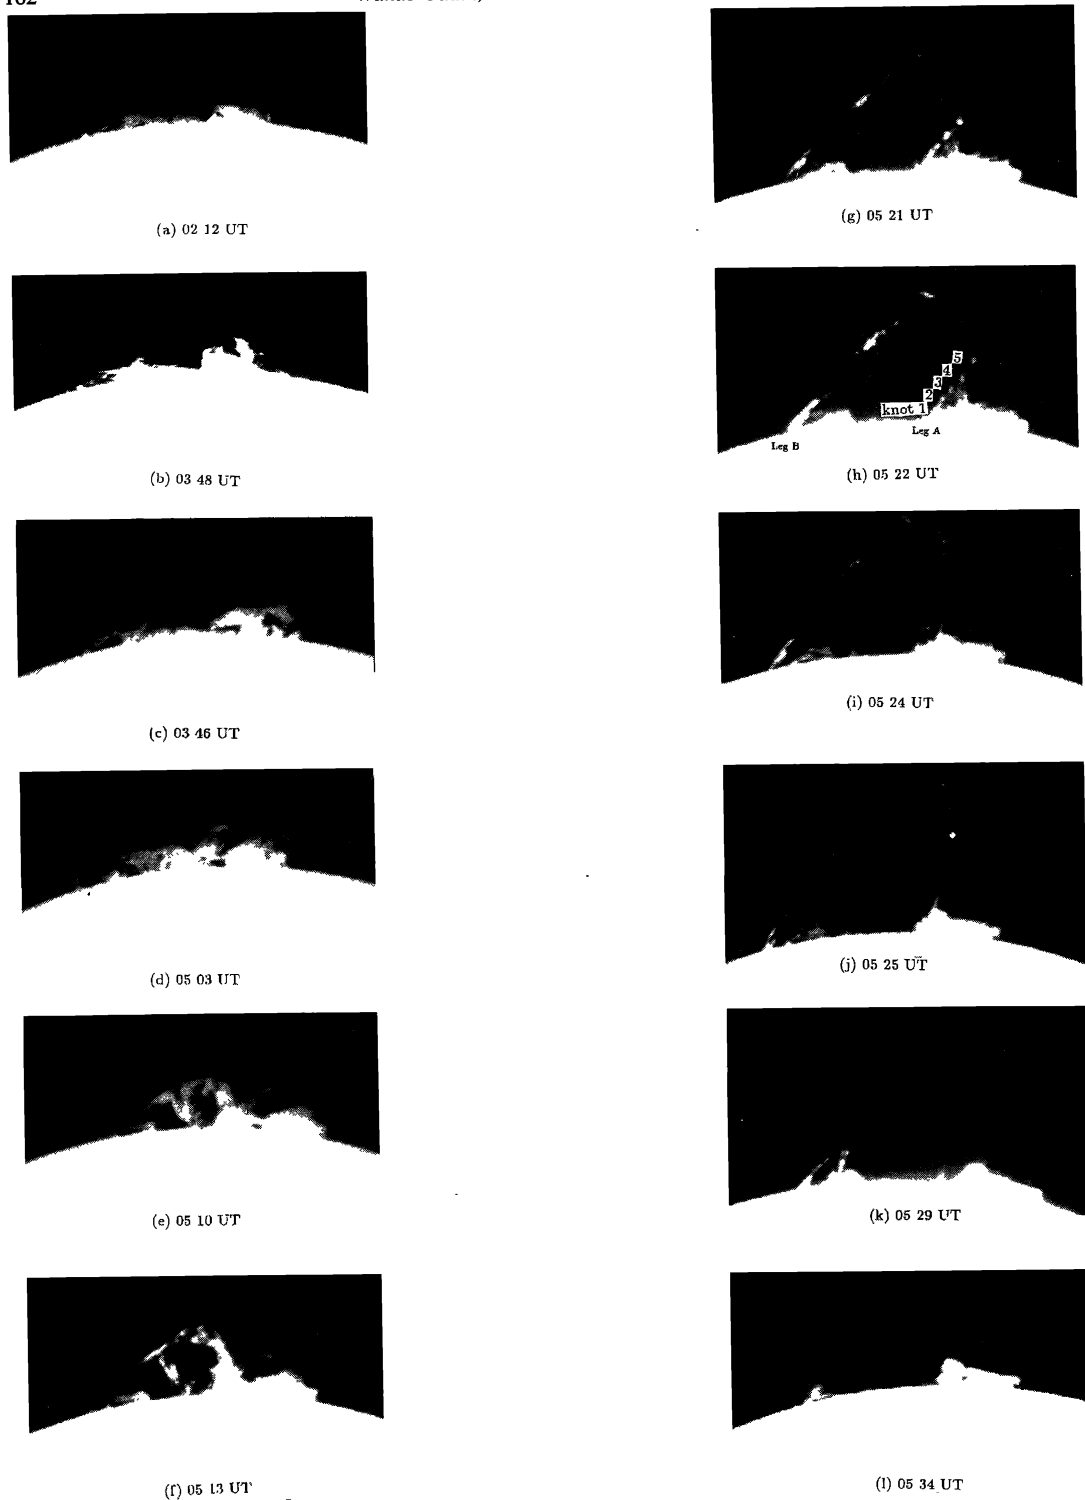 (a) 02 12 UT
(b) 03 48 UT
(c) 03 46 UT
(d) 05 03 UT
(e) 05 10 UT
(f) 05 13 UT
(g) 05 21 UT
5
4
3
2
knot 1
Leg A
Leg B
(h) 05 22 UT
(i) 05 24 UT
(j) 05 25 UT
(k) 05 29 UT
(l) 05 34 UT